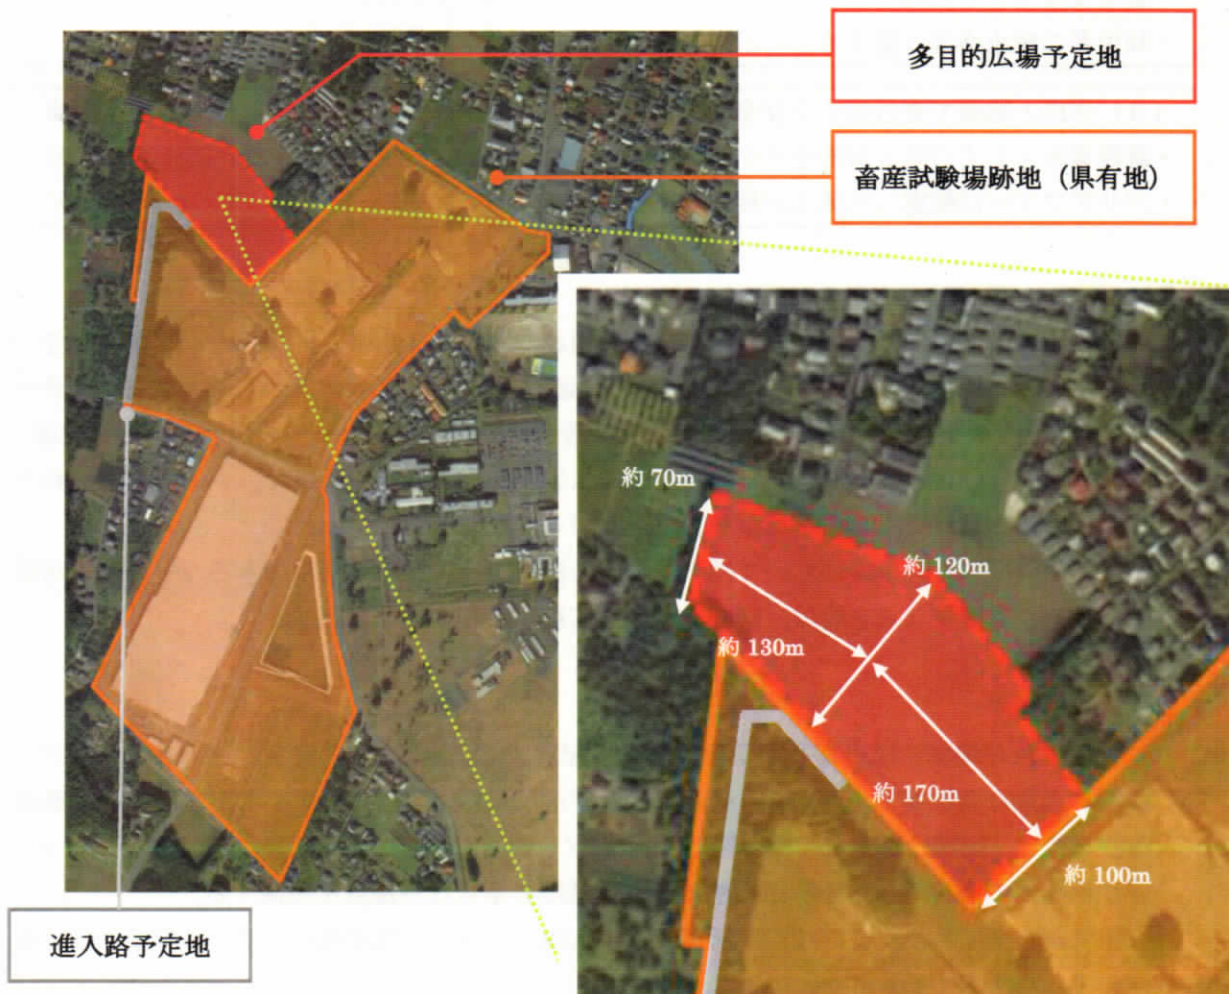 多目的広場予定地
畜産試験場跡地(県有地)
約 70m
約 120m
約 130m
約 170m
約 100m
進入路予定地